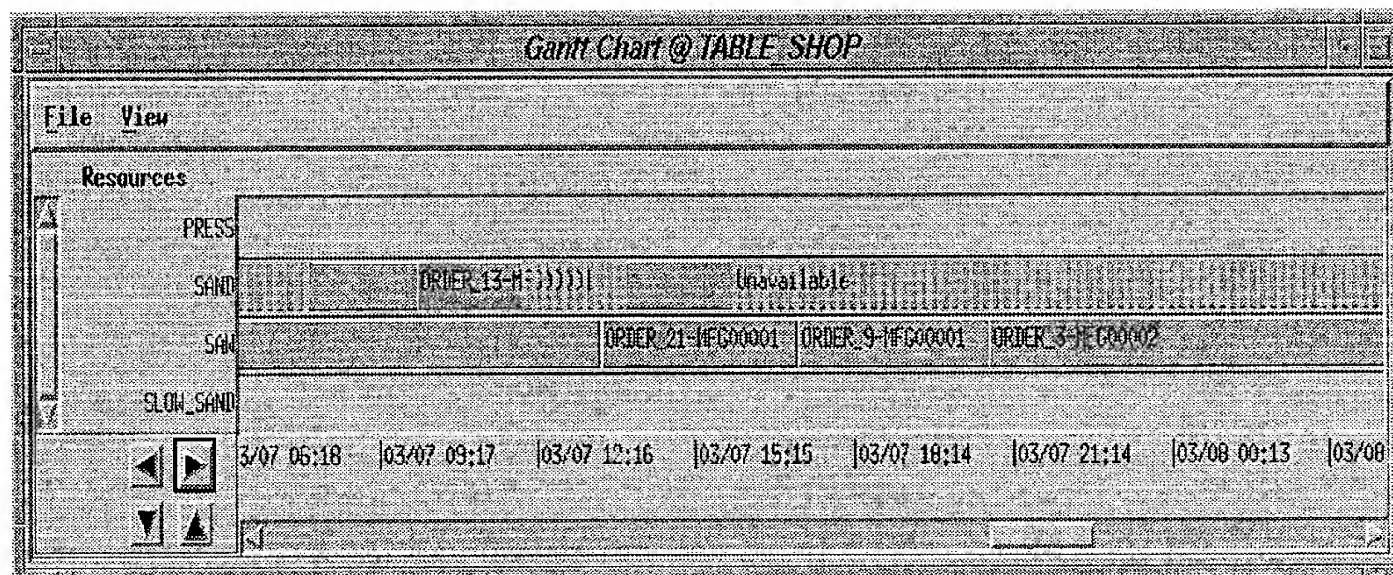 Gantt Chart @ TABLE_SHOP
File View
Resources
PRESS
SAND ORDER_13-M Unavailable
SAW ORDER_21-MFG00001 ORDER_9-MFG00001 ORDER_3-MFG00002
SLOW_SAND
3/07 06:18 |03/07 09:17 |03/07 12:16 |03/07 15:15 |03/07 18:14 |03/07 21:14 |03/08 00:13 |03/08